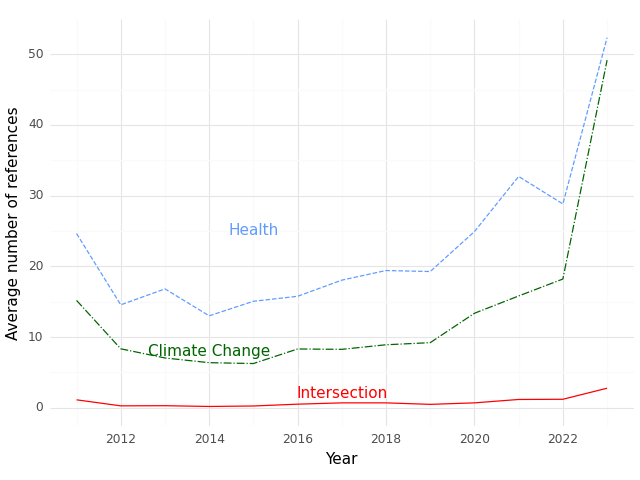 Average number of references
50
40
30
20
10
0
Health
Climate Change
Intersection
2012
2014
2016
2018
2020
2022
Year